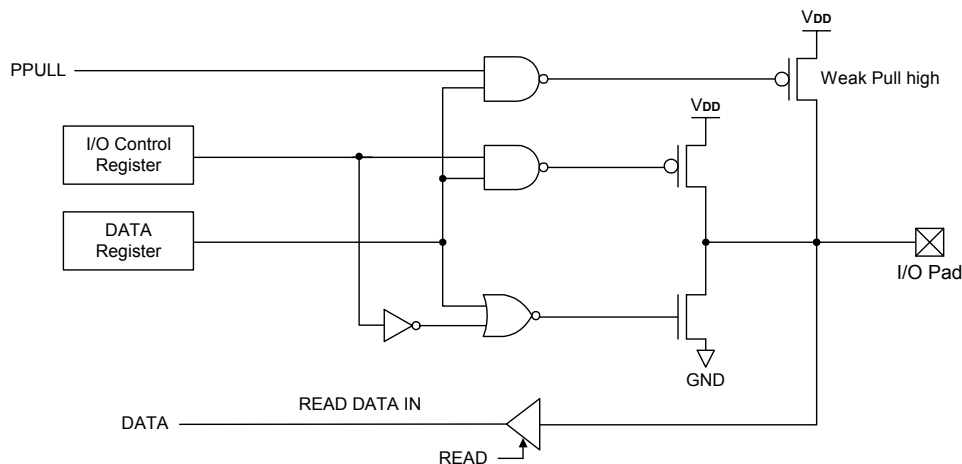 VDD
PPULL
Weak Pull high
VDD
I/O Control
Register
DATA
Register
I/O Pad
GND
READ DATA IN
DATA
READ